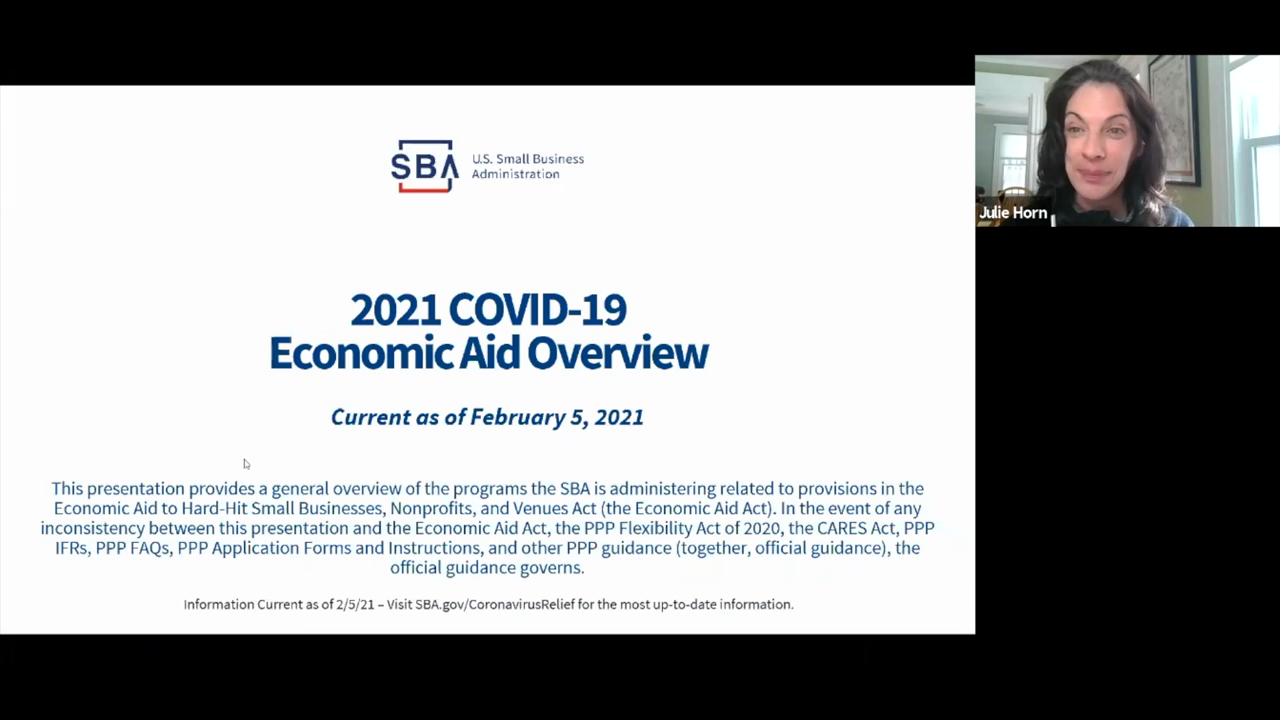 SBA
U.S. Small Business
Administration
2021 COVID-19
Economic Aid Overview
Current as of February 5, 2021
This presentation provides a general overview of the programs the SBA is administering related to provisions in the
Economic Aid to Hard-Hit Small Businesses, Nonprofits, and Venues Act (the Economic Aid Act). In the event of any
inconsistency between this presentation and the Economic Aid Act, the PPP Flexibility Act of 2020, the CARES Act, PPP
IFRs, PPP FAQs, PPP Application Forms and Instructions, and other PPP guidance (together, official guidance), the
official guidance governs.
Information Current as of 2/5/21 – Visit SBA.gov/CoronavirusRelief for the most up-to-date information.
Julie Horn